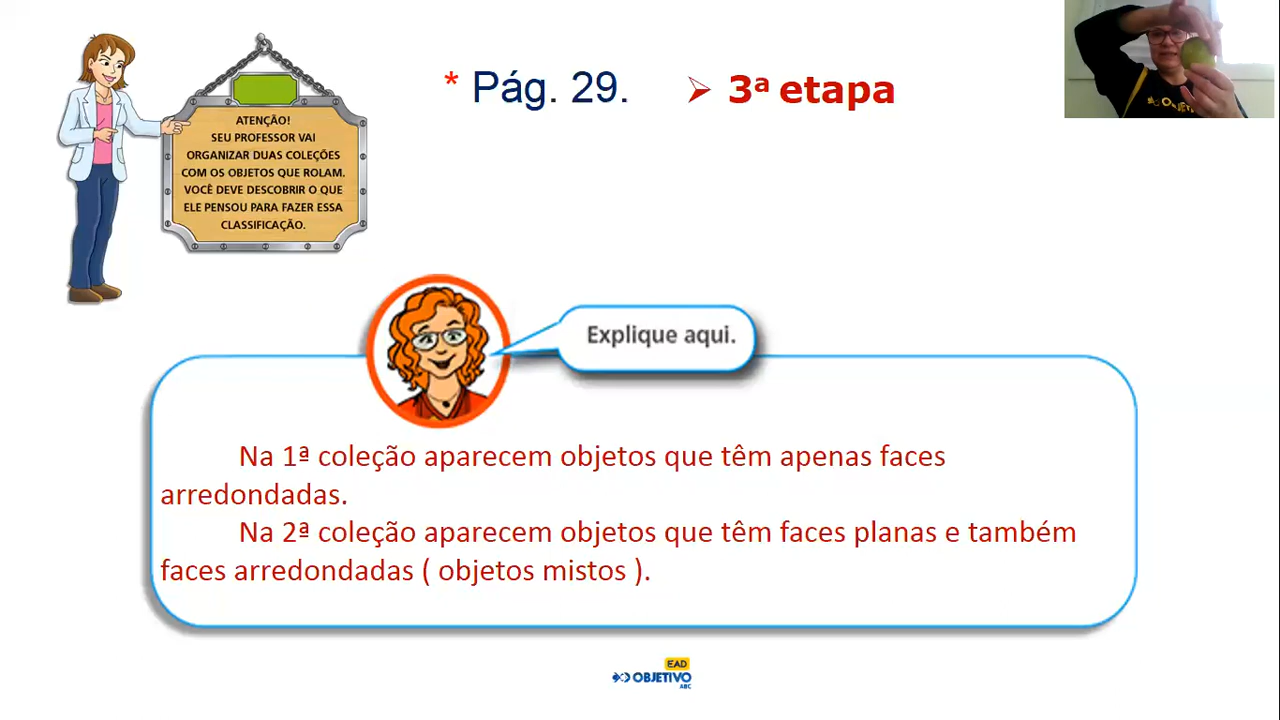 * Pág. 29.
3ª etapa
ATENÇÃO!
SEU PROFESSOR VAI
ORGANIZAR DUAS COLEÇÕES
COM OS OBJETOS QUE ROLAM.
VOCÊ DEVE DESCOBRIR O QUE
ELE PENSOU PARA FAZER ESSA
CLASSIFICAÇÃO.
Explique aqui.
Na 1ª coleção aparecem objetos que têm apenas faces
arredondadas.
Na 2ª coleção aparecem objetos que têm faces planas e também
faces arredondadas ( objetos mistos ).
EAD
OBJETIVO
ABC